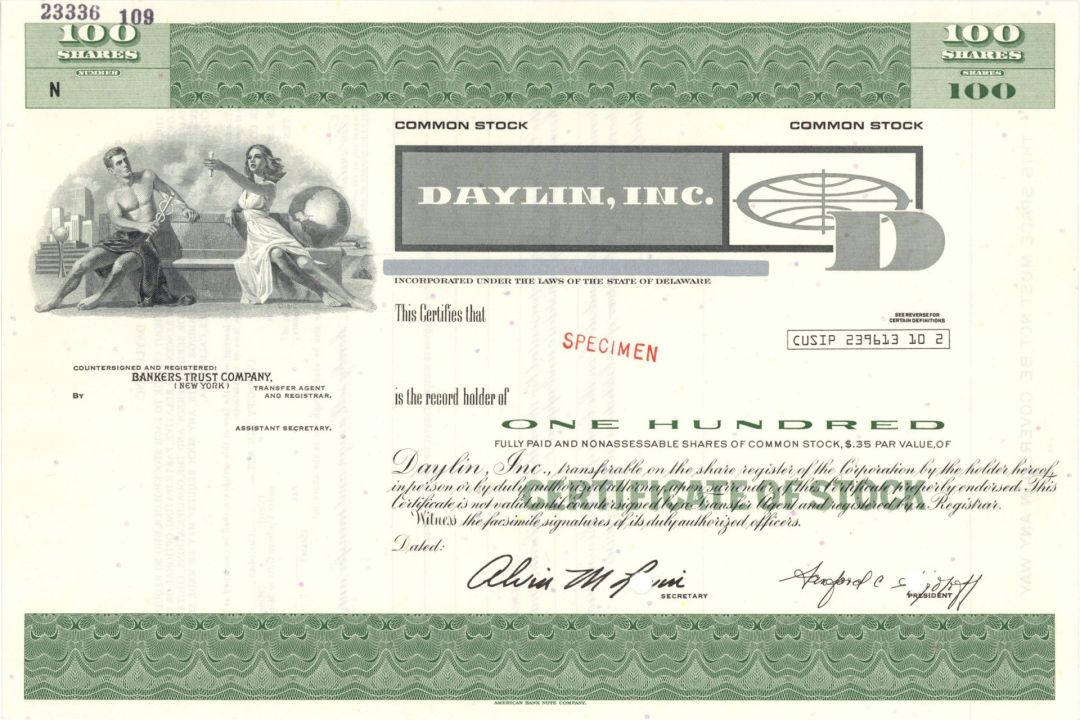 23336 109
100
SHARES
NUMBER
N
100
SHARES
SHARES
100
COMMON STOCK
COMMON STOCK
DAYLIN, INC.
D
INCORPORATED UNDER THE LAWS OF THE STATE OF DELAWARE
This Certifies that
SEE REVERSE FOR
CERTAIN DEFINITIONS
CUSIP 239613 10 2
SPECIMEN
COUNTERSIGNED AND REGISTERED:
BANKERS TRUST COMPANY,
(NEW YORK)
TRANSFER AGENT
AND REGISTRAR.
By
ASSISTANT SECRETARY.
is the record holder of
ONE HUNDRED
FULLY PAID AND NONASSESSABLE SHARES OF COMMON STOCK, $.35 PAR VALUE, OF
Daylin, Inc., transferable on the share register of the Corporation by the holder hereof,
in person or by duly authorized attorney upon surrender of this Certificate properly endorsed. This
Certificate is not valid until countersigned by a Transfer Agent and registered by a Registrar.
CERTIFICATE OF STOCK
Witness the facsimile signatures of its duly authorized officers.
Dated:
Alvin M
SECRETARY
Sanford C
PRESIDENT
AMERICAN BANK NOTE COMPANY.
THIS SPACE MUST NOT BE COVERED IN ANY WAY